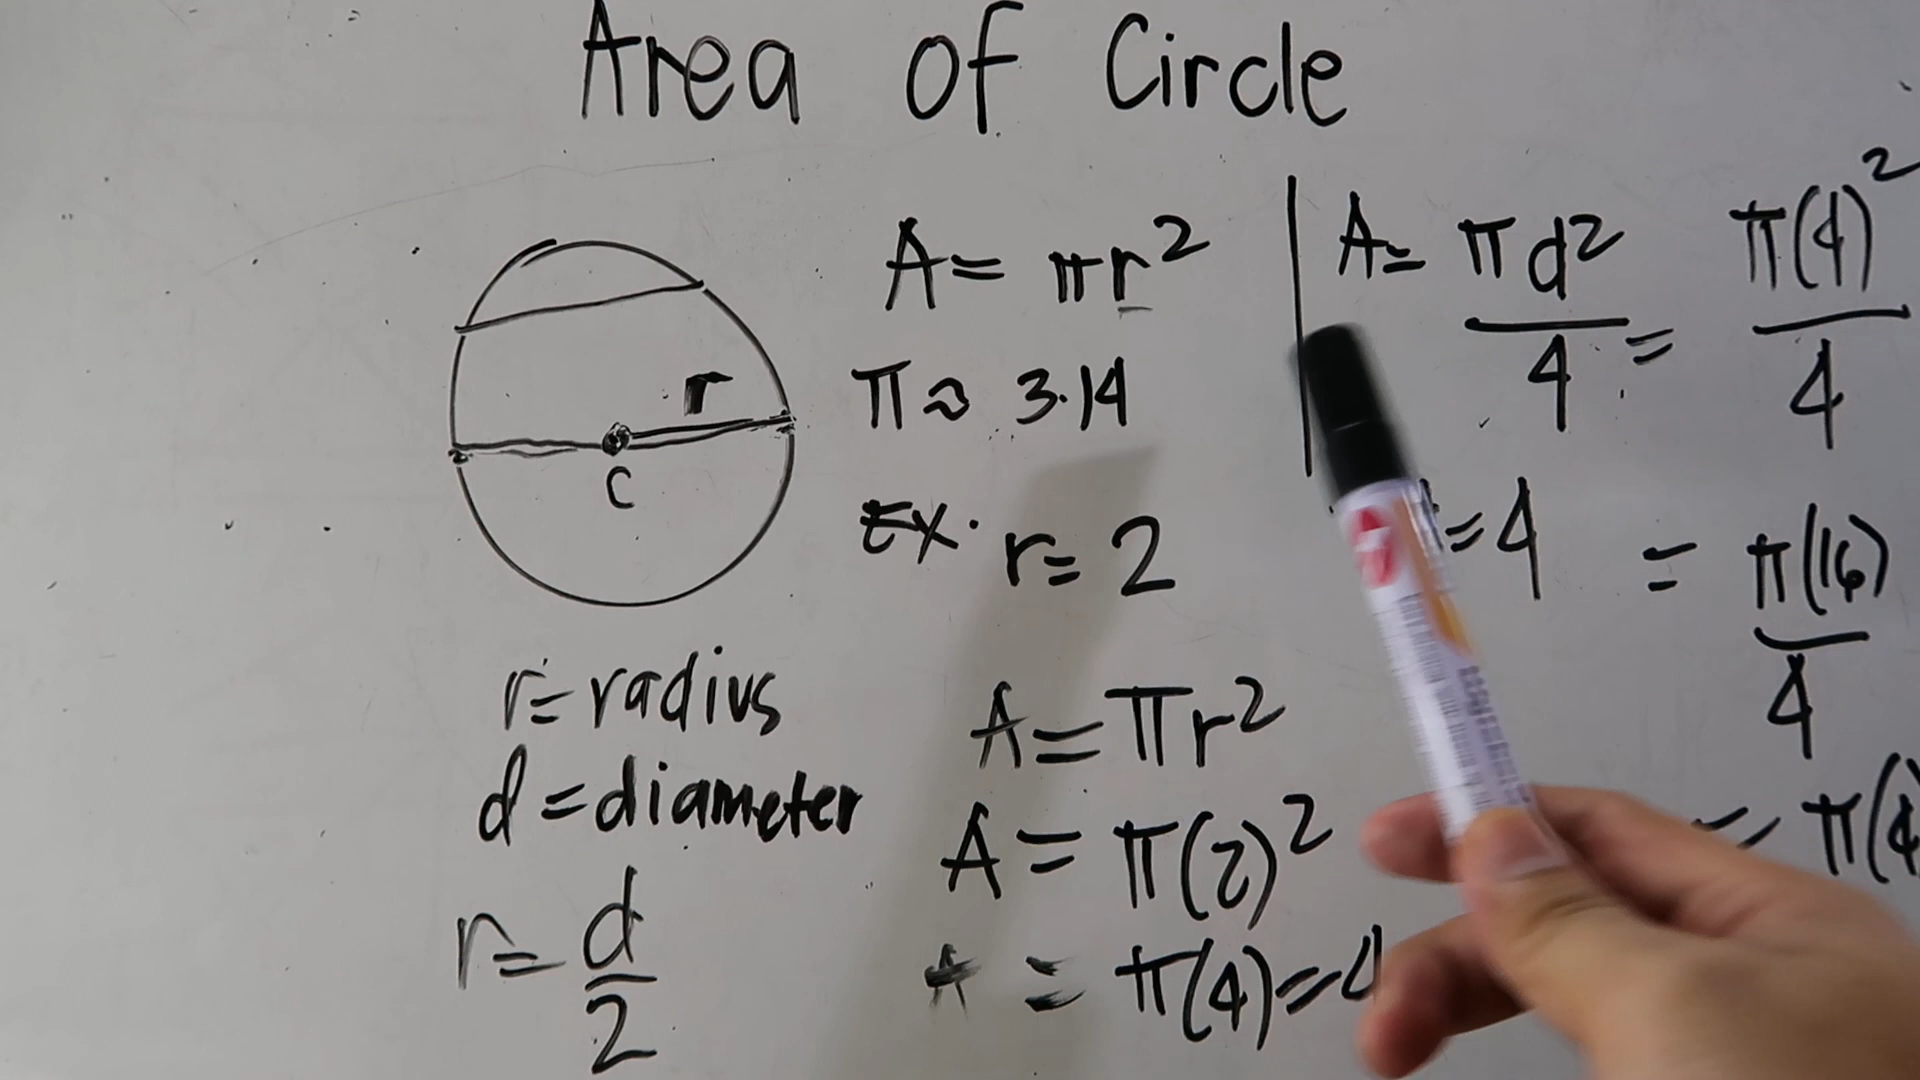 Area of Circle
r
C
A = πr²
π ≈ 3.14
Ex. r = 2
r = radius
d = diameter
r = d/2
A = πr²
A = π(2)²
A = π(4) = 4
A = πd²/4 = π(4)²/4
= 4
= π(16)/4
= π(4)